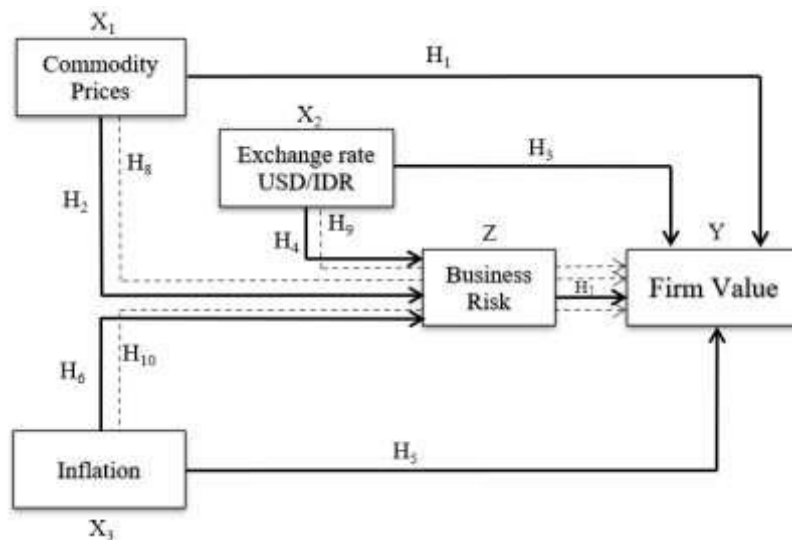 X₁
Commodity
Prices
H₁
X₂
Exchange rate
USD/IDR
H₃
H₈
H₂
H₉
H₄
Z
Business
Risk
Y
Firm Value
H₇
H₁₀
H₆
Inflation
H₅
X₃